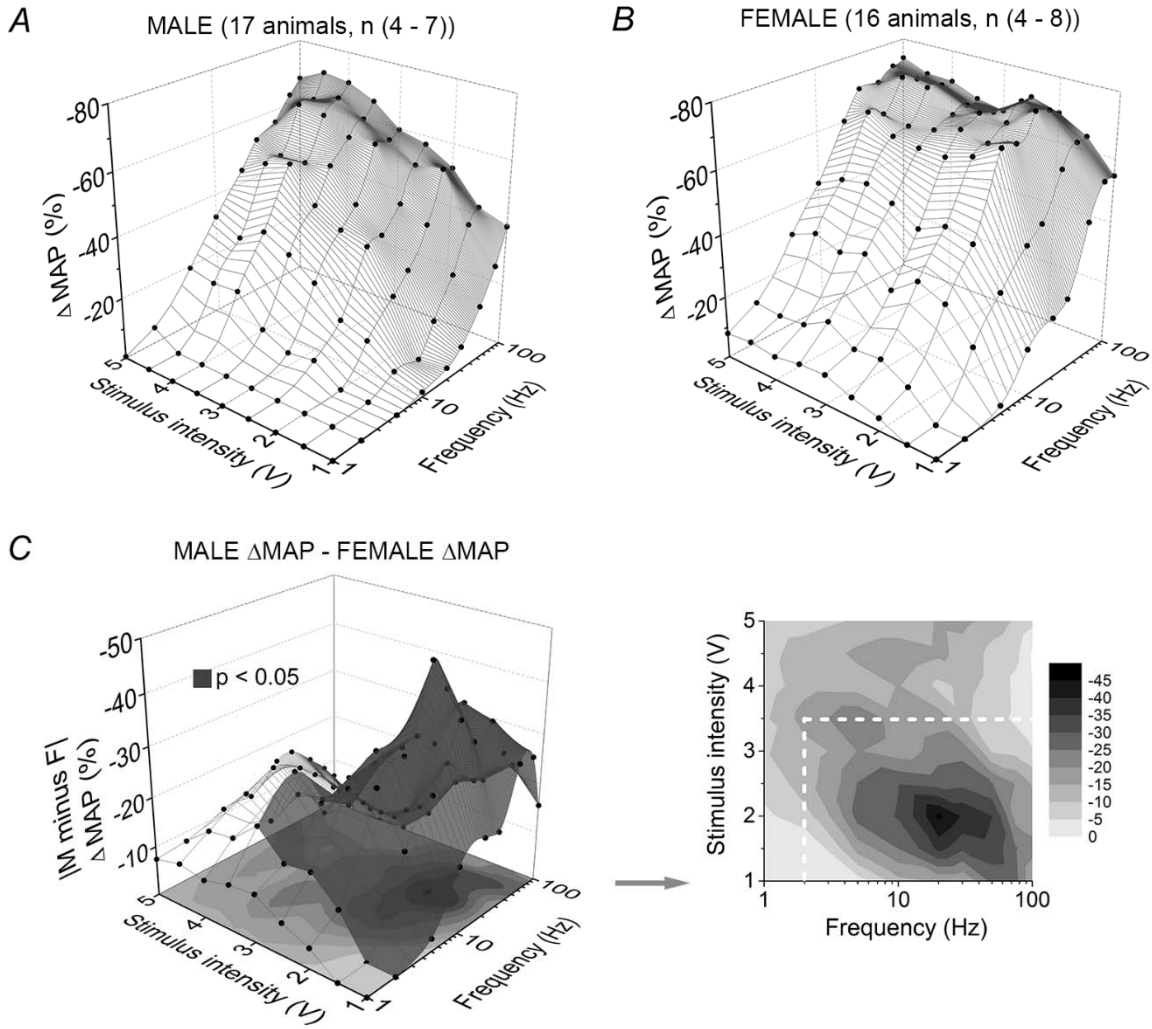 A
MALE (17 animals, n (4 - 7))
-80
-60
-40
-20
Δ MAP (%)
5
4
3
2
1
Stimulus intensity (V)
1
10
100
Frequency (Hz)
B
FEMALE (16 animals, n (4 - 8))
-80
-60
-40
-20
Δ MAP (%)
5
4
3
2
1
Stimulus intensity (V)
1
10
100
Frequency (Hz)
C
MALE ΔMAP - FEMALE ΔMAP
p < 0.05
-50
-40
-30
-20
-10
|M minus F|
Δ MAP (%)
5
4
3
2
1
Stimulus intensity (V)
1
10
100
Frequency (Hz)
5
4
3
2
1
Stimulus intensity (V)
1
10
100
Frequency (Hz)
-45
-40
-35
-30
-25
-20
-15
-10
-5
0